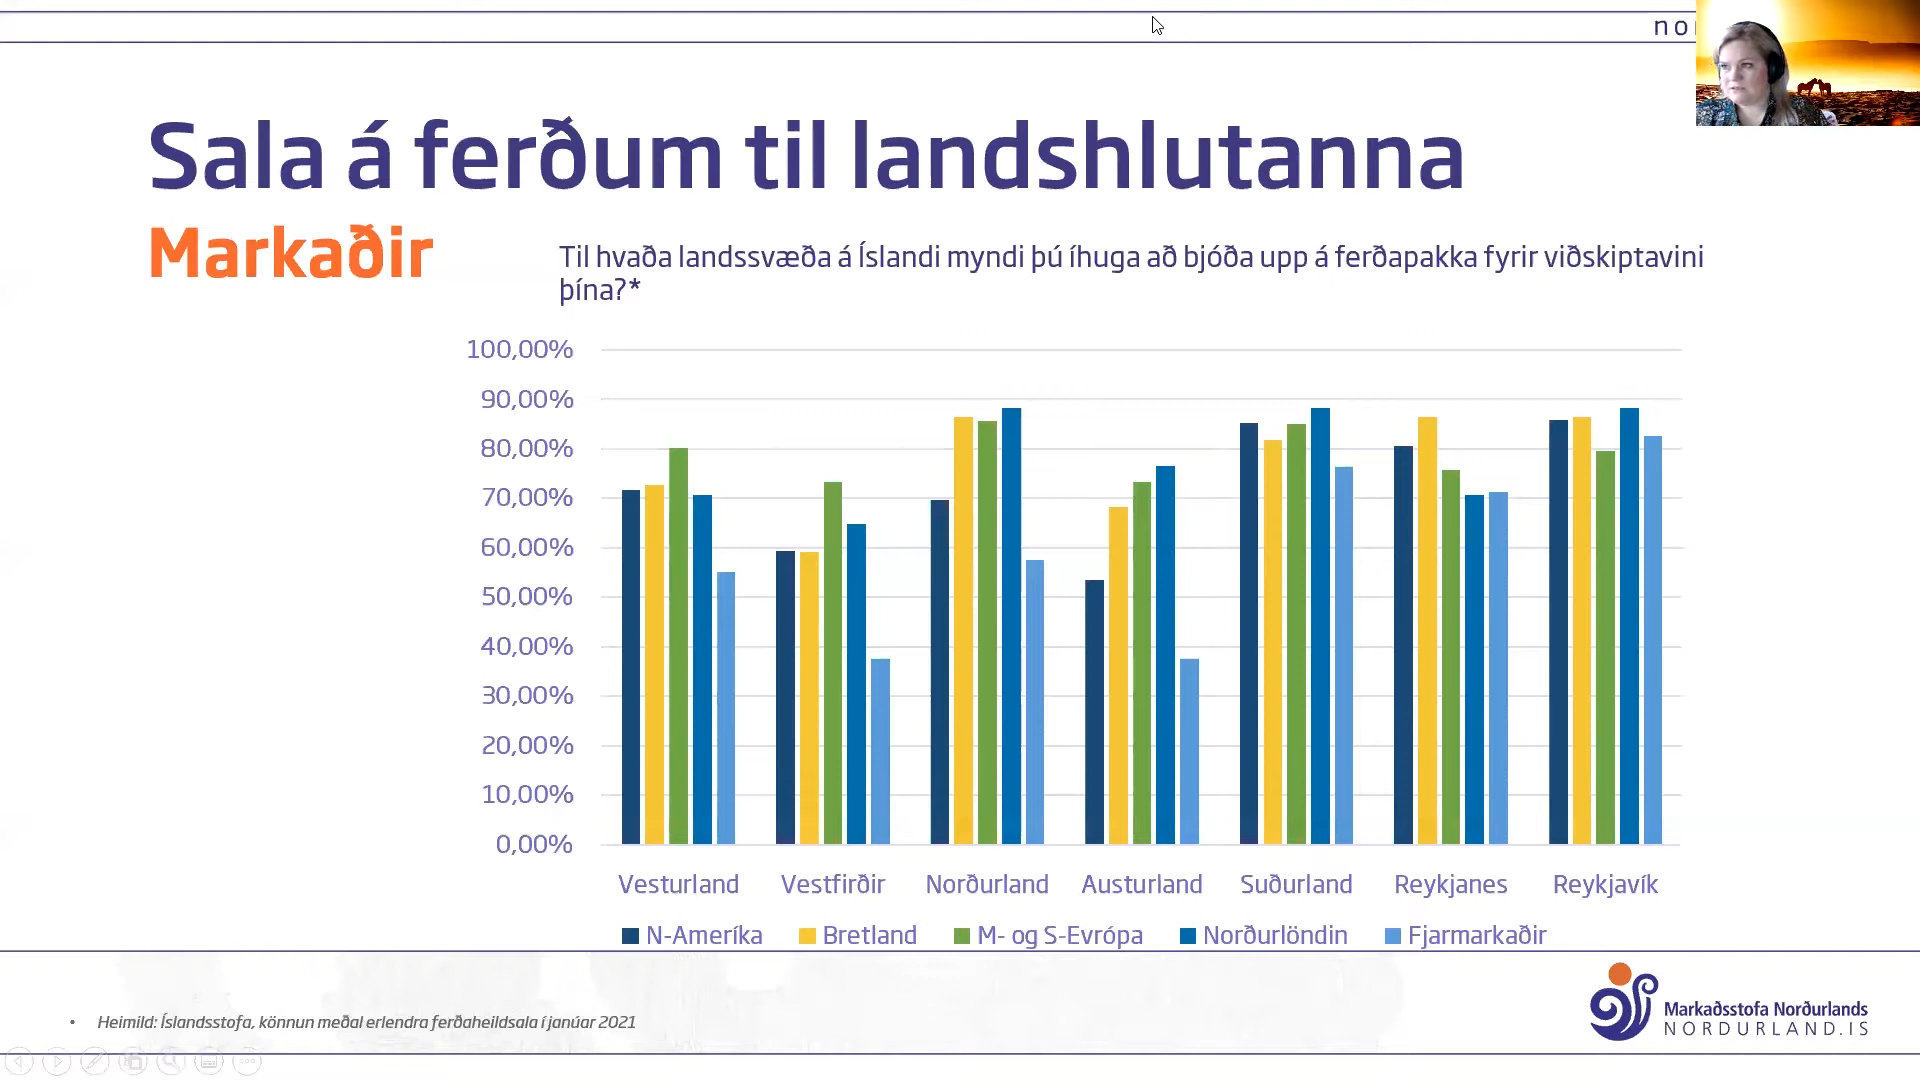 no
Sala á ferðum til landshlutanna
Markaðir
Til hvaða landssvæða á Íslandi myndi þú íhuga að bjóða upp á ferðapakka fyrir viðskiptavini
þína?*
100,00%
90,00%
80,00%
70,00%
60,00%
50,00%
40,00%
30,00%
20,00%
10,00%
0,00%
Vesturland Vestfirðir Norðurland Austurland Suðurland Reykjanes Reykjavík
N-Ameríka Bretland M- og S-Evrópa Norðurlöndin Fjarmarkaðir
• Heimild: Íslandsstofa, könnun meðal erlendra ferðaheildsala í janúar 2021
Markaðsstofa Norðurlands
NORDURLAND.IS